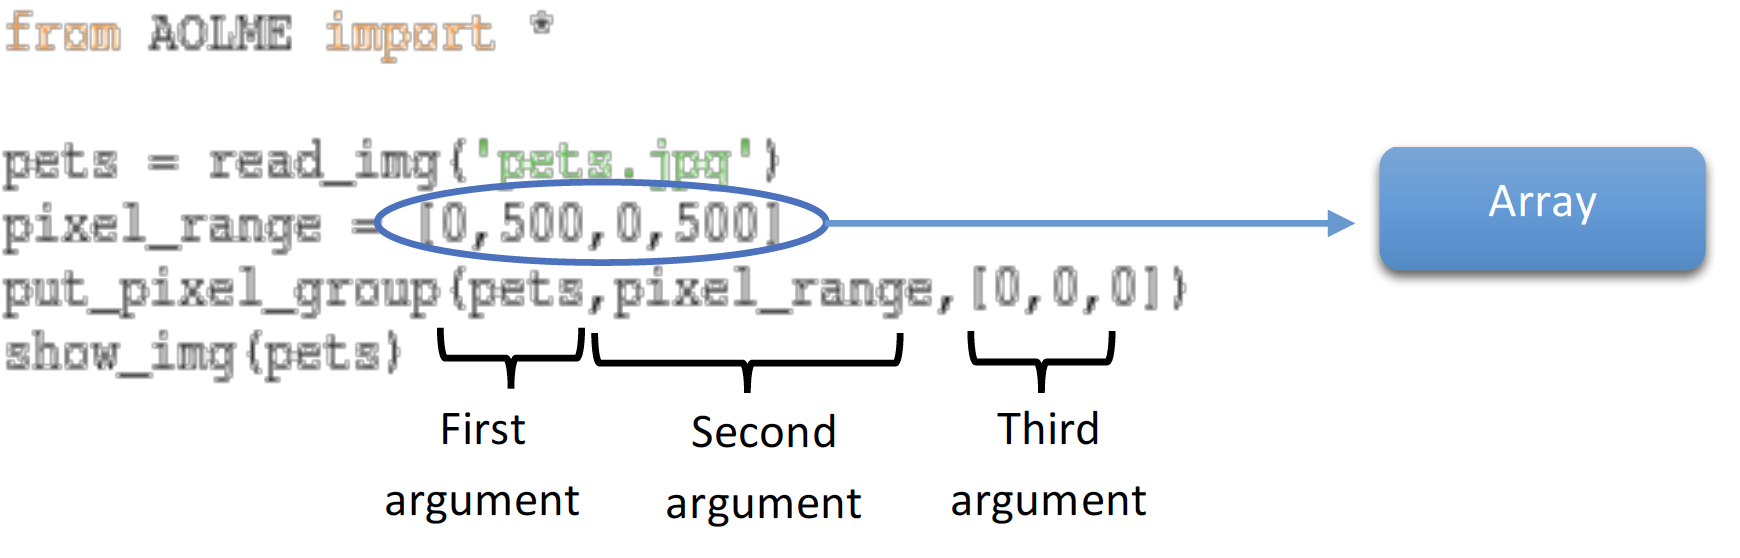 from AOLME import *
pets = read_img('pets.jpg')
pixel_range = [0,500,0,500]
Array
put_pixel_group(pets,pixel_range,[0,0,0])
show_img(pets)
First argument
Second argument
Third argument